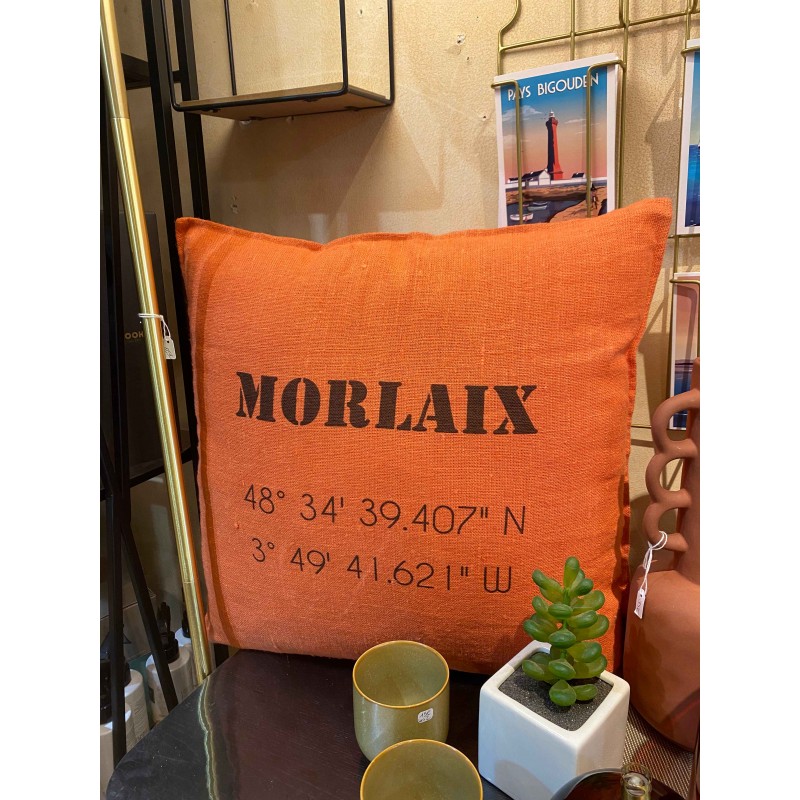 PAYS BIGOUDEN
MORLAIX
48° 34' 39.407" N
3° 49' 41.621" W